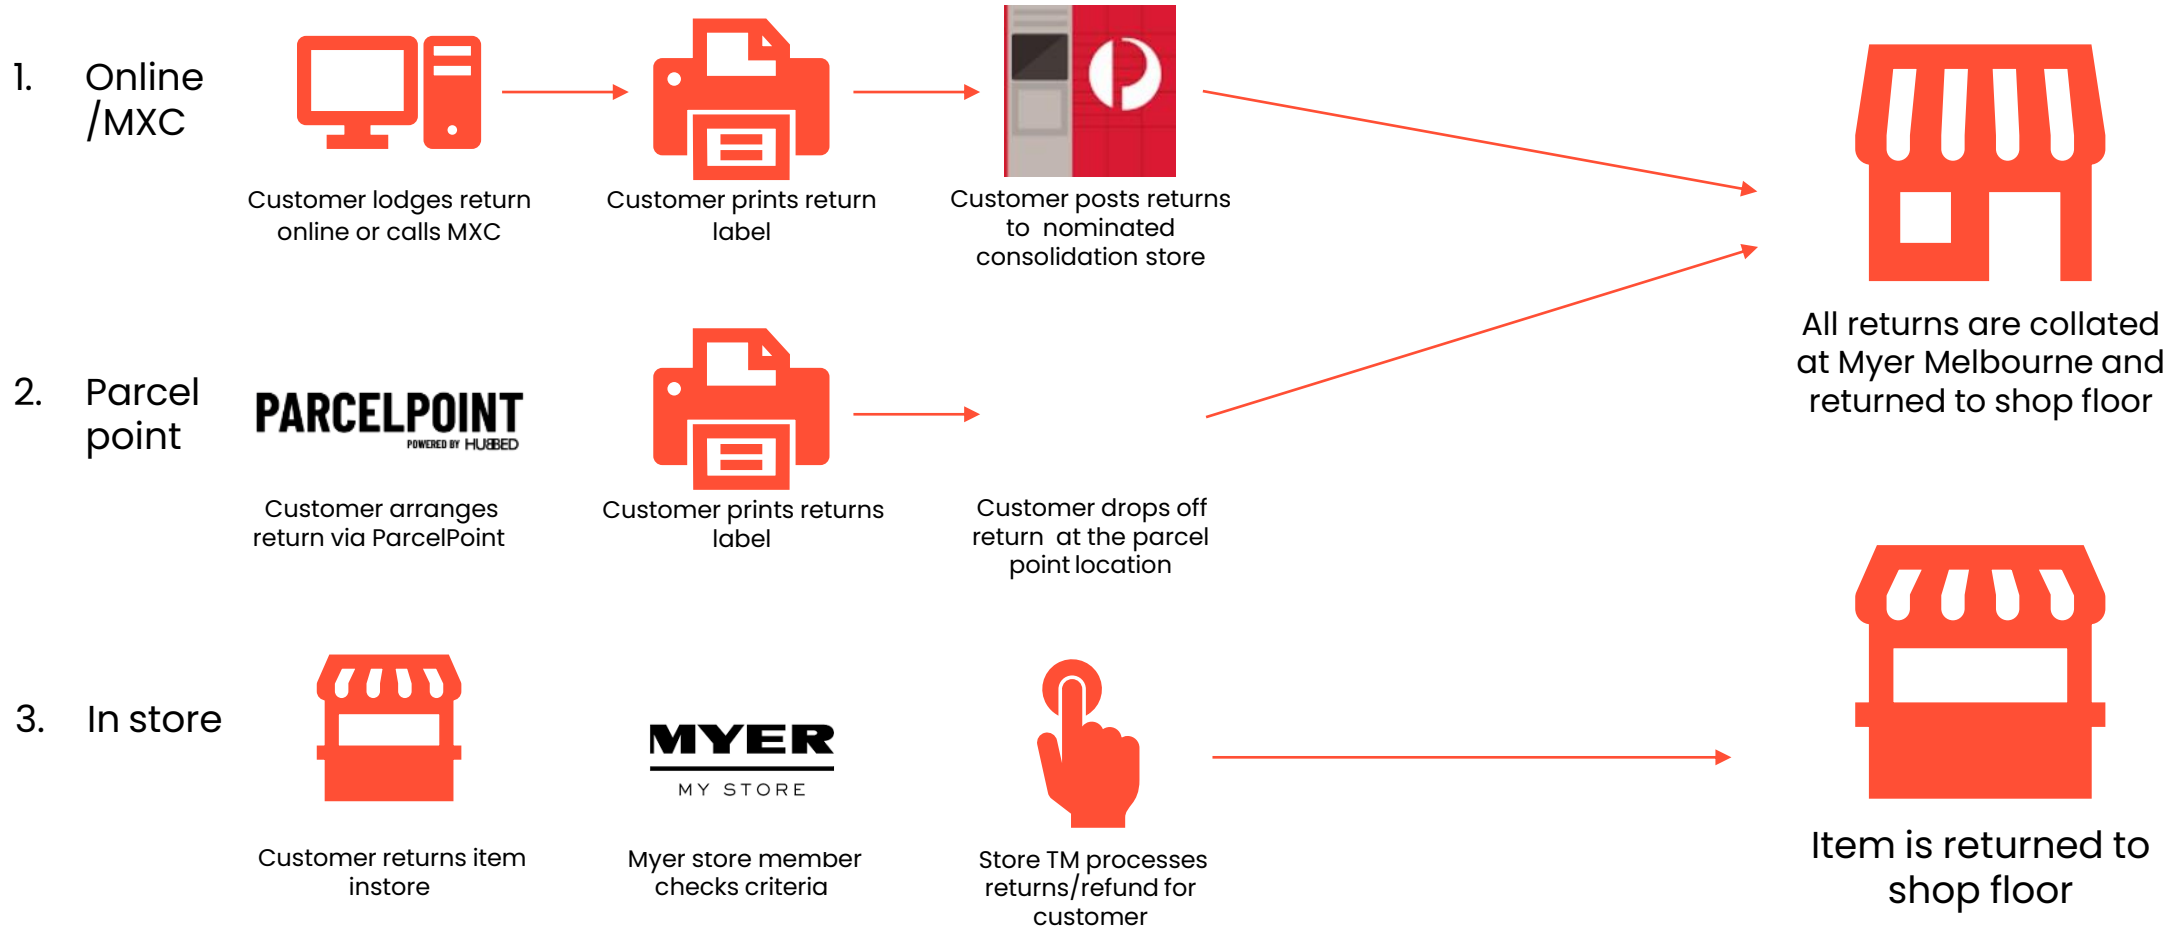 1. Online
/MXC
Customer lodges return
online or calls MXC
Customer prints return
label
Customer posts returns
to nominated
consolidation store
All returns are collated
at Myer Melbourne and
returned to shop floor
2. Parcel
point
PARCELPOINT
POWERED BY HUBBED
Customer arranges
return via ParcelPoint
Customer prints returns
label
Customer drops off
return at the parcel
point location
3. In store
Customer returns item
instore
MYER
MY STORE
Myer store member
checks criteria
Store TM processes
returns/refund for
customer
Item is returned to
shop floor